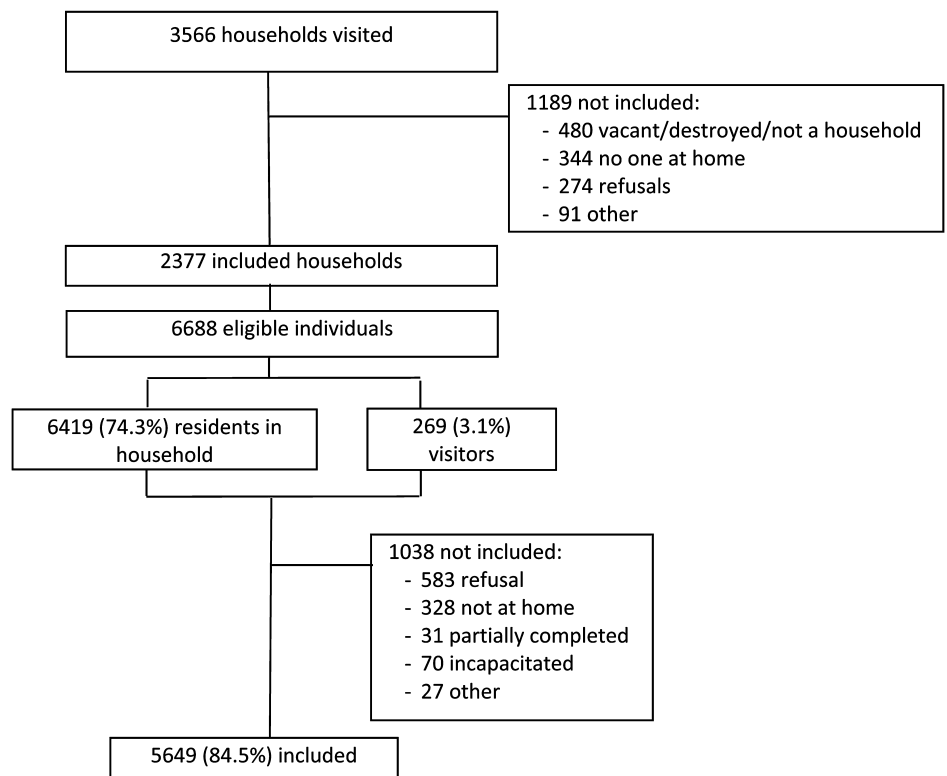 3566 households visited
1189 not included:
- 480 vacant/destroyed/not a household
- 344 no one at home
- 274 refusals
- 91 other
2377 included households
6688 eligible individuals
6419 (74.3%) residents in
household
269 (3.1%)
visitors
1038 not included:
- 583 refusal
- 328 not at home
- 31 partially completed
- 70 incapacitated
- 27 other
5649 (84.5%) included